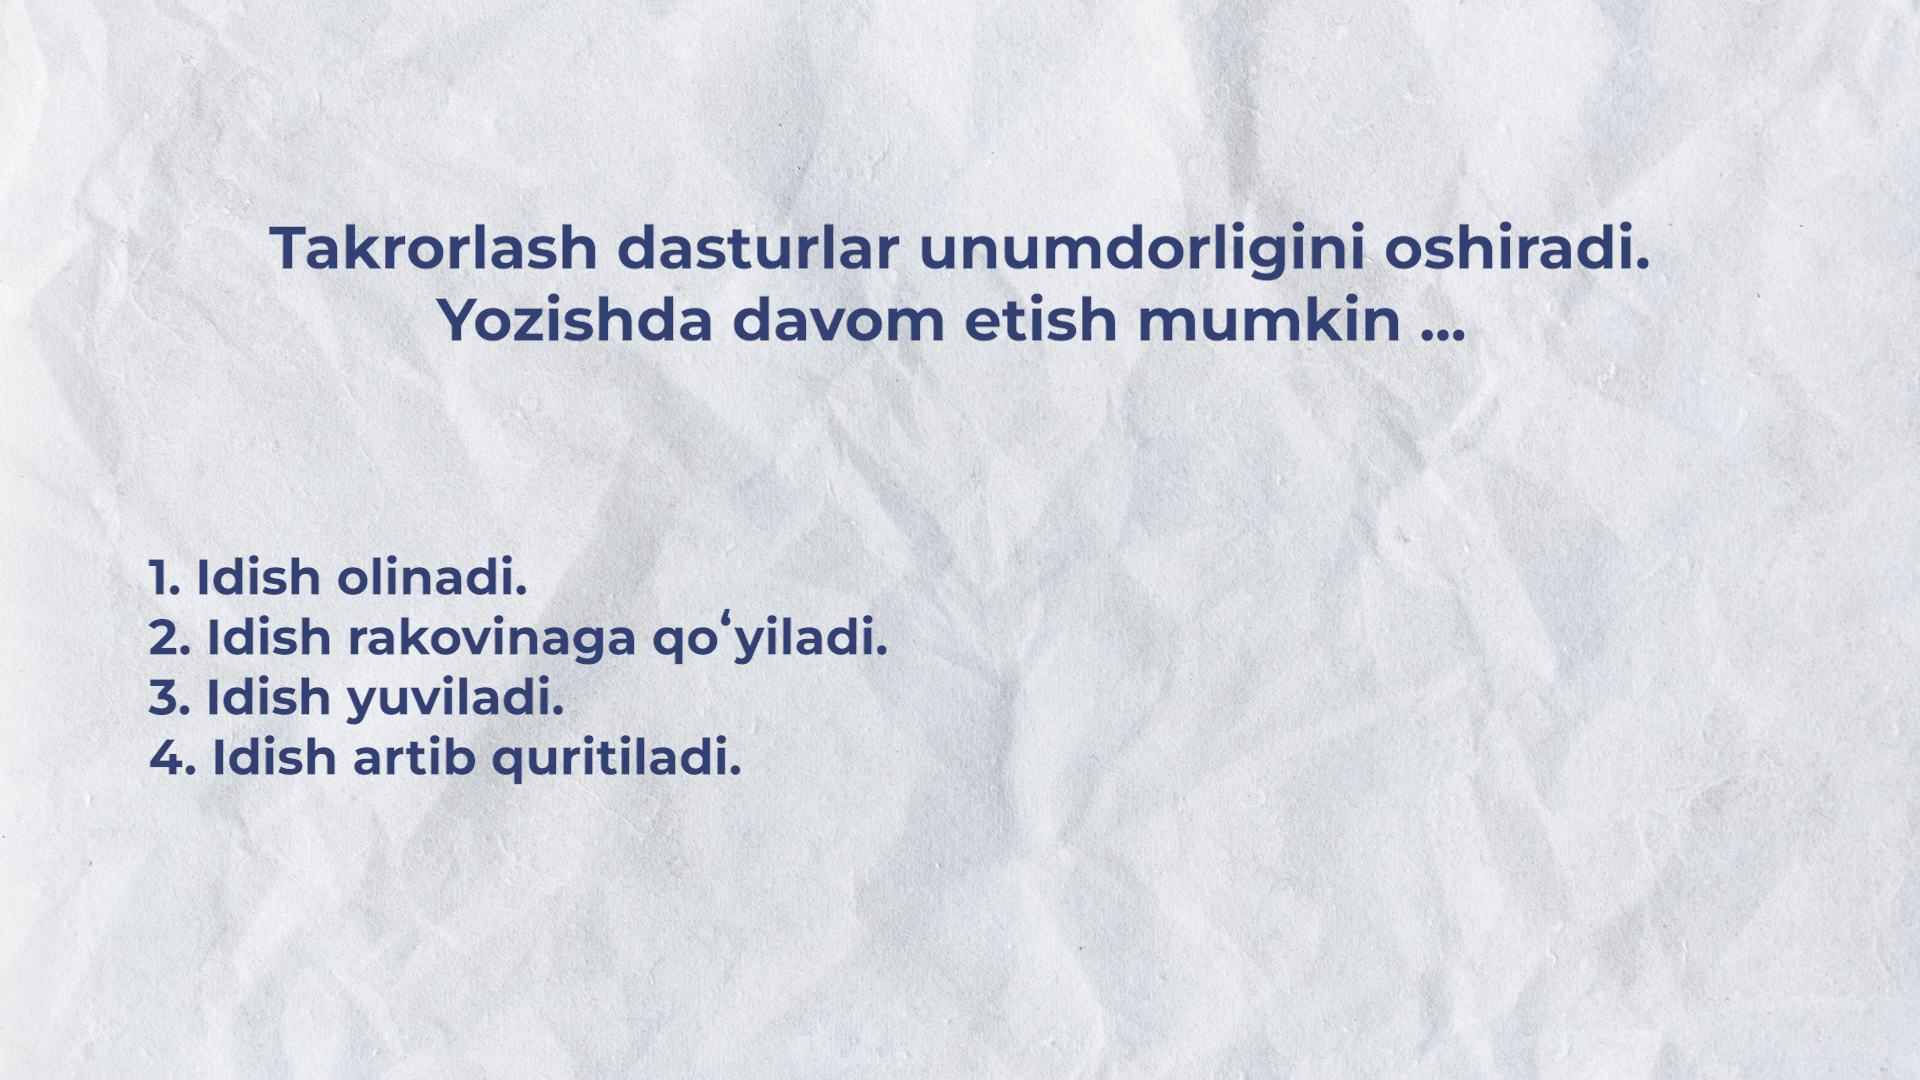 Takrorlash dasturlar unumdorligini oshiradi.
Yozishda davom etish mumkin ...
1. Idish olinadi.
2. Idish rakovinaga qoʻyiladi.
3. Idish yuviladi.
4. Idish artib quritiladi.